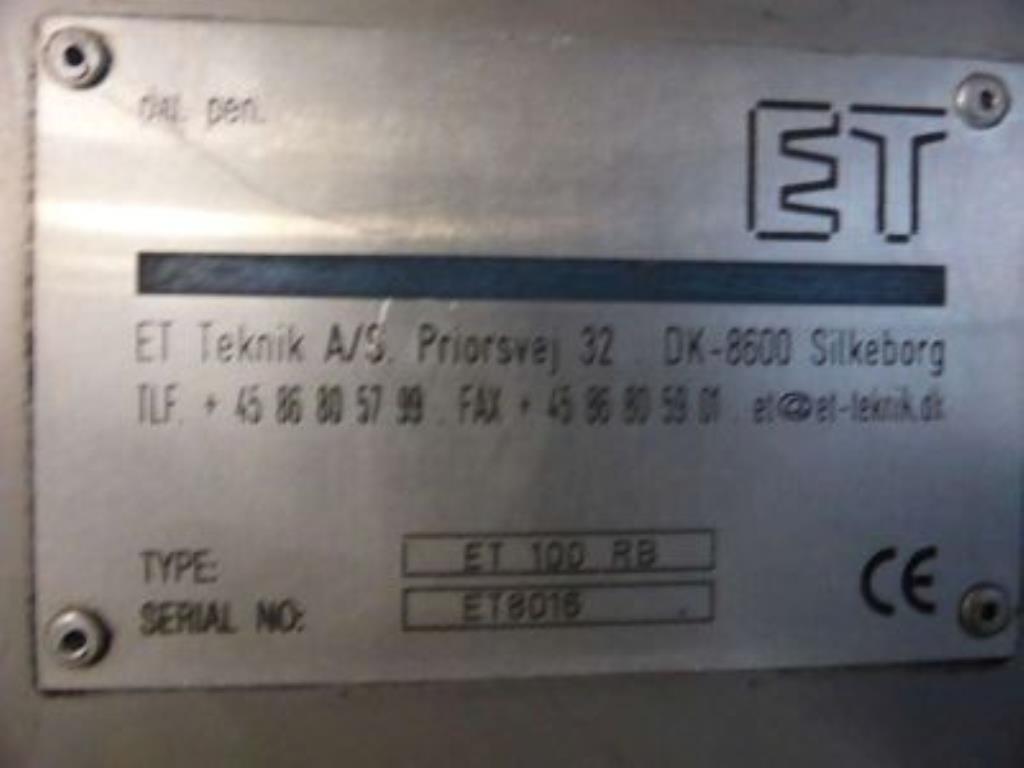 pen.
ET
ET Teknik A/S. Priorsvej 32 . DK-8600 Silkeborg
TLF. + 45 86 80 57 99 . FAX + 45 86 80 59 01 . et@et-teknik.dk
TYPE: ET 100 RB
SERIAL NO: ET8016
CE